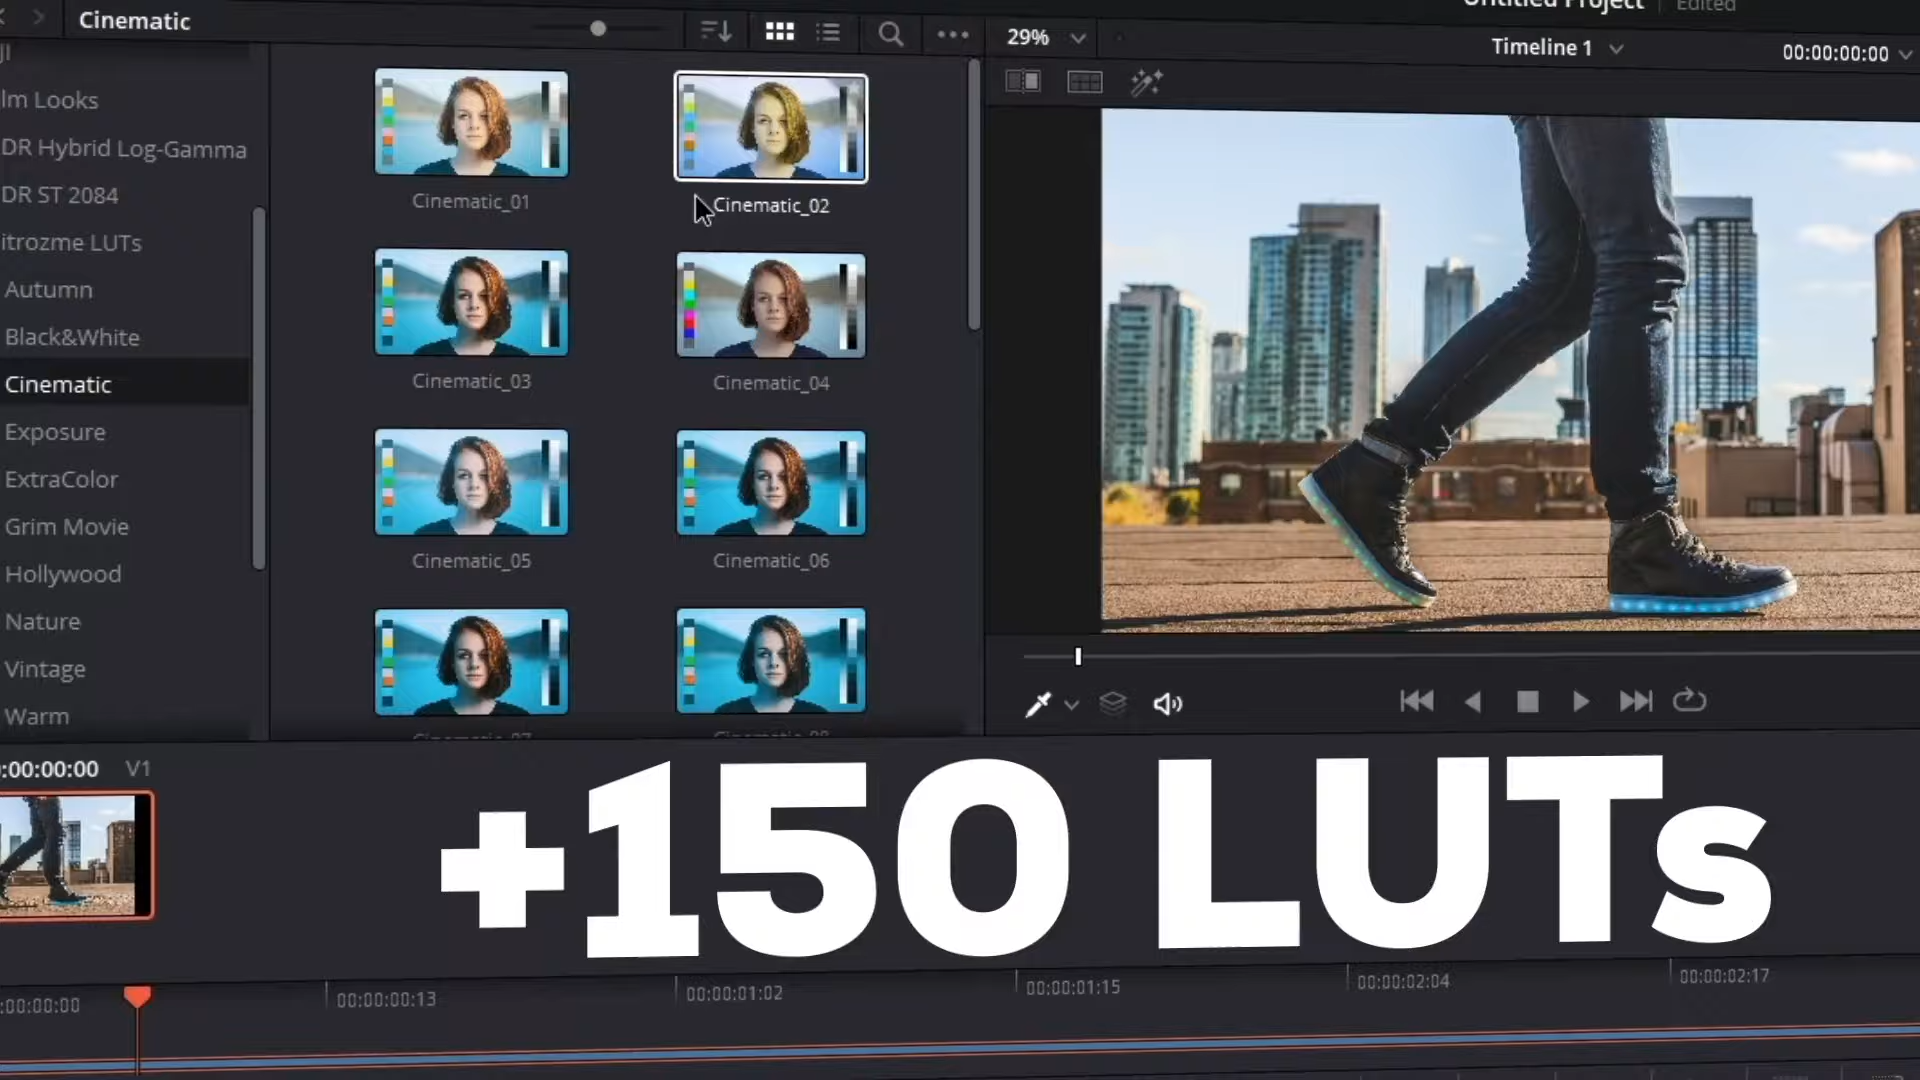 Cinematic
29%
Untitled Project
Edited
Timeline 1
00:00:00:00
lm Looks
DR Hybrid Log-Gamma
DR ST 2084
itrozme LUTs
Autumn
Black&White
Cinematic
Exposure
ExtraColor
Grim Movie
Hollywood
Nature
Vintage
Warm
Cinematic_01
Cinematic_02
Cinematic_03
Cinematic_04
Cinematic_05
Cinematic_06
Cinematic_07
Cinematic_08
:00:00:00 V1
+150 LUTs
:00:00:00
00:00:00:13
00:00:01:02
00:00:01:15
00:00:02:04
00:00:02:17